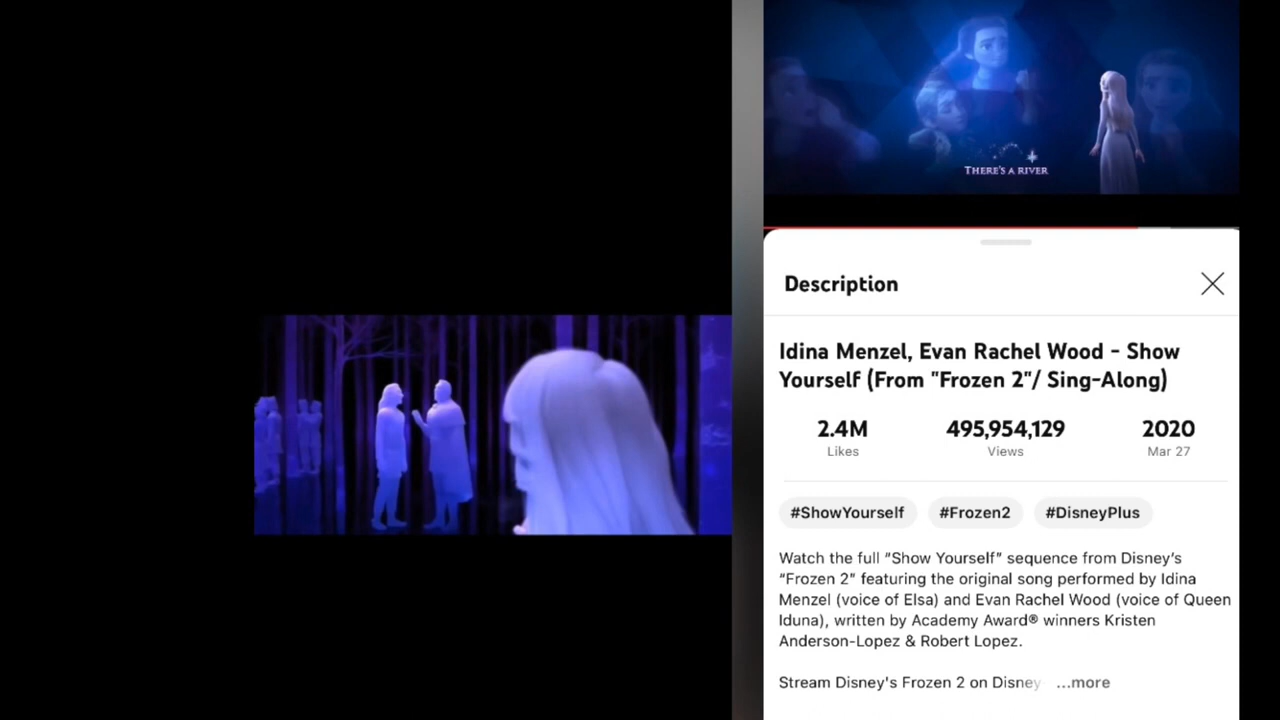 THERE'S A RIVER
Description
Idina Menzel, Evan Rachel Wood - Show
Yourself (From "Frozen 2"/ Sing-Along)
2.4M 495,954,129 2020
Likes Views Mar 27
#ShowYourself #Frozen2 #DisneyPlus
Watch the full “Show Yourself” sequence from Disney’s
“Frozen 2” featuring the original song performed by Idina
Menzel (voice of Elsa) and Evan Rachel Wood (voice of Queen
Iduna), written by Academy Award® winners Kristen
Anderson-Lopez & Robert Lopez.
Stream Disney's Frozen 2 on Disney ...more